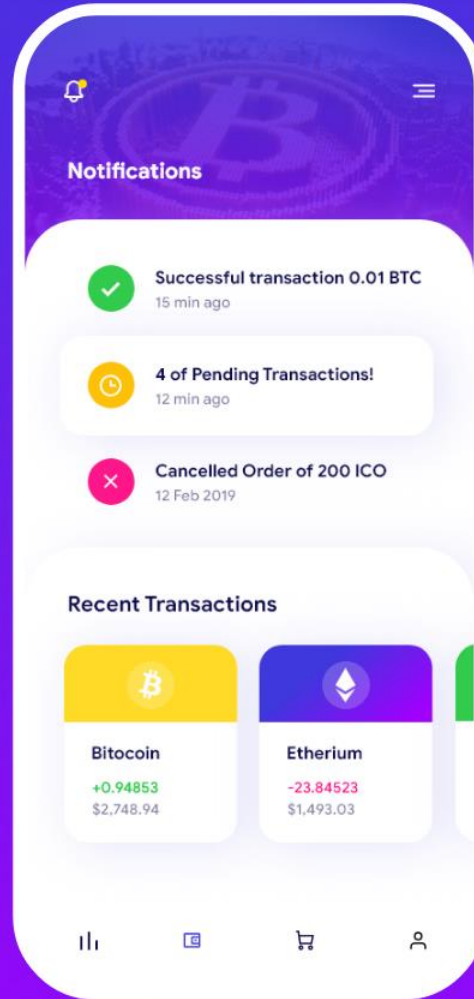 Notifications
Successful transaction 0.01 BTC
15 min ago
4 of Pending Transactions!
12 min ago
Cancelled Order of 200 ICO
12 Feb 2019
Recent Transactions
Bitocoin
+0.94853
$2,748.94
Etherium
-23.84523
$1,493.03